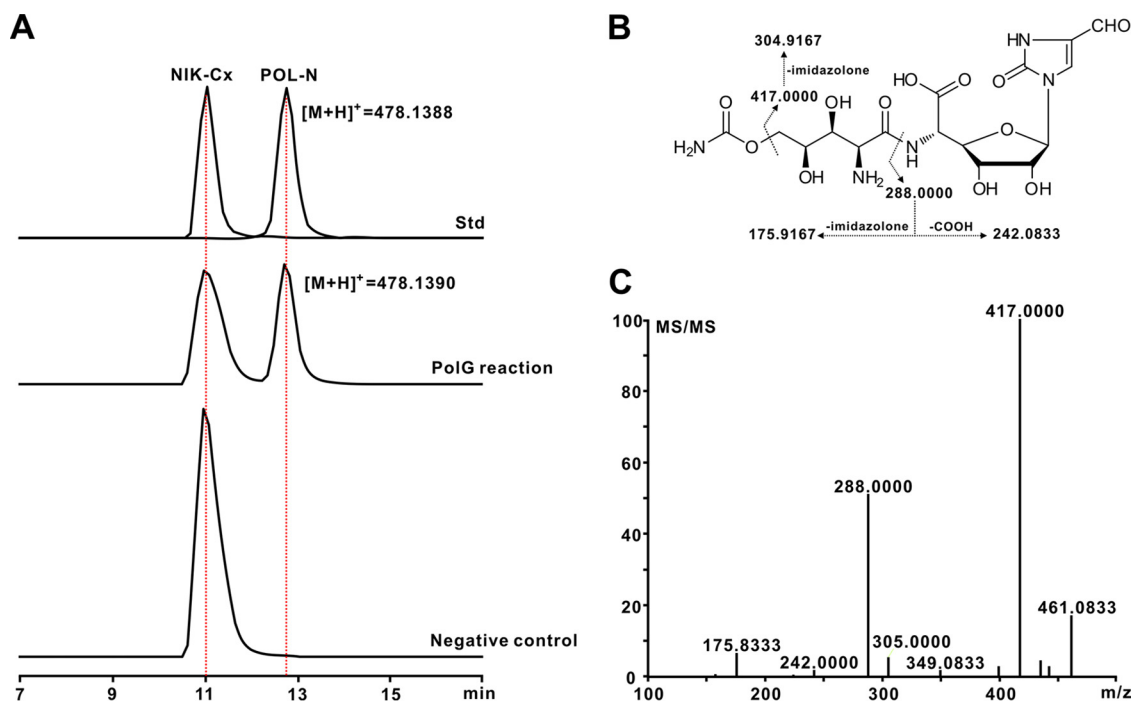 A
NIK-Cx POL-N
[M+H]+=478.1388
Std
[M+H]+=478.1390
PolG reaction
Negative control
7 9 11 13 15 min
B
304.9167
-imidazolone
417.0000
O
OH
O
HO
O
HN
CHO
O
N
H2N
O
OH
NH2
N
H
O
OH
OH
288.0000
175.9167
-imidazolone
-COOH
242.0833
C
MS/MS
417.0000
288.0000
461.0833
175.8333
242.0000
305.0000
349.0833
100
80
60
40
20
0
100 200 300 400 m/z